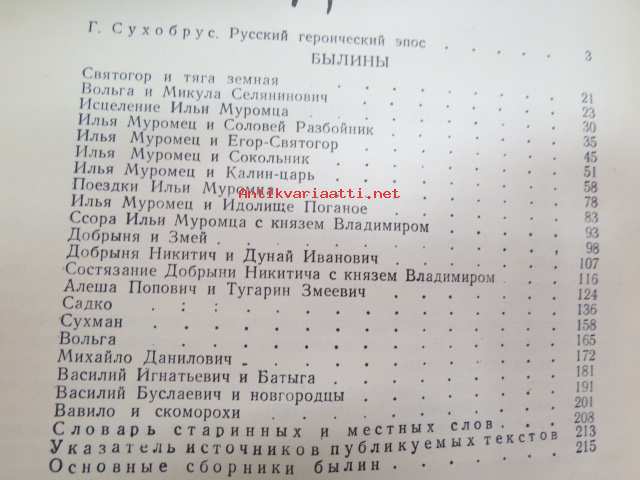 Г. Сухобрус. Русский героический эпос . . . . . 3
БЫЛИНЫ
Святогор и тяга земная . . . . . . 21
Вольга и Микула Селянинович . . . . . . 23
Исцеление Ильи Муромца . . . . . . 30
Илья Муромец и Соловей Разбойник . . . . . 35
Илья Муромец и Егор-Святогор . . . . . 45
Илья Муромец и Сокольник . . . . . . 51
Илья Муромец и Калин-царь . . . . . . 58
Поездки Ильи Муромца . . . . . . 78
Илья Муромец и Идолище Поганое . . . . . 83
Ссора Ильи Муромца с князем Владимиром . . . . 93
Добрыня и Змей . . . . . . . . 98
Добрыня Никитич и Дунай Иванович . . . . . 107
Состязание Добрыни Никитича с князем Владимиром . . 116
Алеша Попович и Тугарин Змеевич . . . . . 124
Садко . . . . . . . . . 136
Сухман . . . . . . . . . 158
Вольга . . . . . . . . . 165
Михайло Данилович . . . . . . . 172
Василий Игнатьевич и Батыга . . . . . . 181
Василий Буслаевич и новгородцы . . . . . 191
Вавило и скоморохи . . . . . . . 201
Словарь старинных и местных слов . . . 208
Указатель источников публикуемых текстов 213
Основные сборники былин . . . . . 215
Antikvariaatti.net